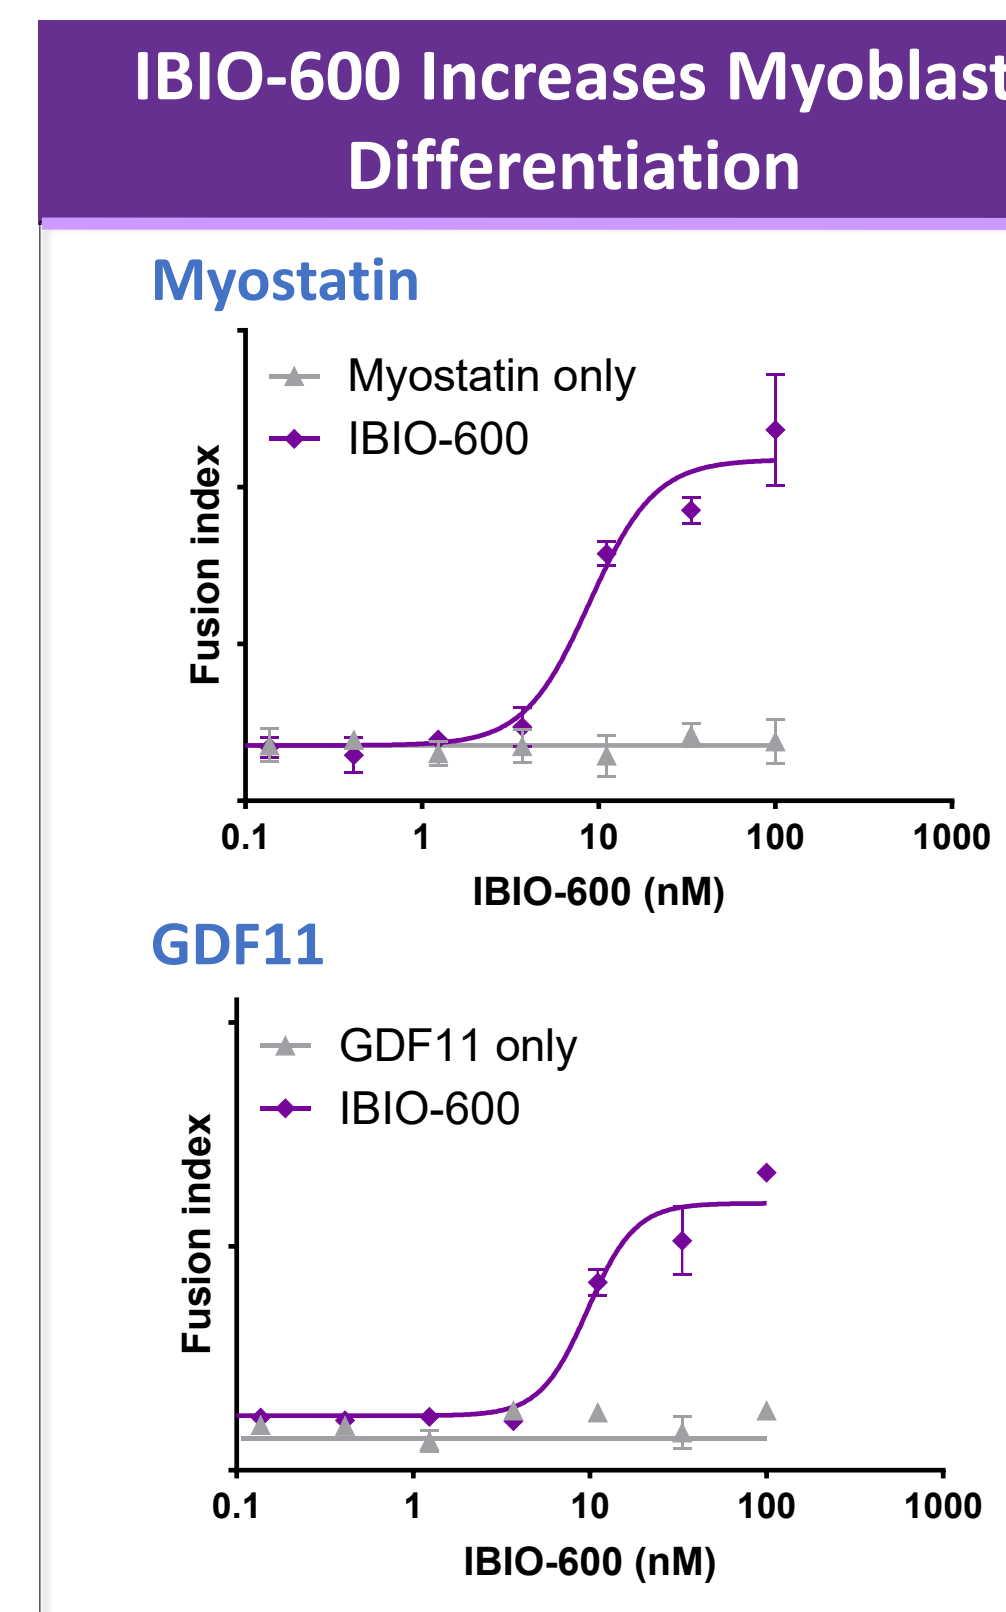 IBIO-600 Increases Myoblast
Differentiation
Myostatin
Myostatin only
IBIO-600
Fusion index
0.1 1 10 100 1000
IBIO-600 (nM)
GDF11
GDF11 only
IBIO-600
Fusion index
0.1 1 10 100 1000
IBIO-600 (nM)